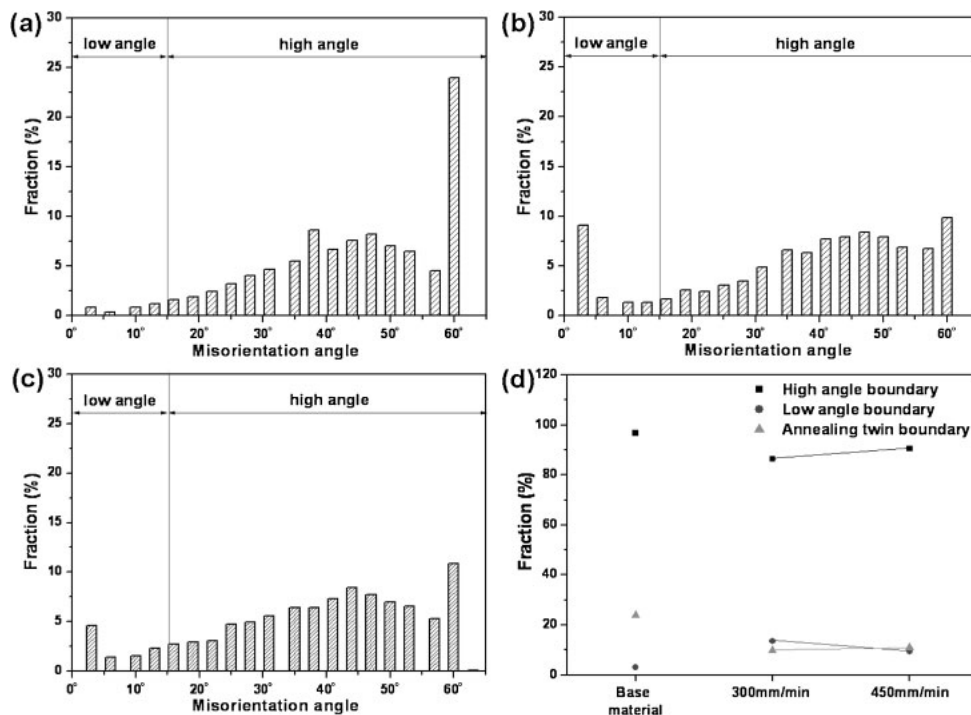 (a)
30
25
20
15
10
5
0
Fraction (%)
low angle
high angle
0° 10° 20° 30° 40° 50° 60°
Misorientation angle
(b)
30
25
20
15
10
5
0
Fraction (%)
low angle
high angle
0° 10° 20° 30° 40° 50° 60°
Misorientation angle
(c)
30
25
20
15
10
5
0
Fraction (%)
low angle
high angle
0° 10° 20° 30° 40° 50° 60°
Misorientation angle
(d)
120
100
80
60
40
20
0
Fraction (%)
High angle boundary
Low angle boundary
Annealing twin boundary
Base
material
300mm/min
450mm/min